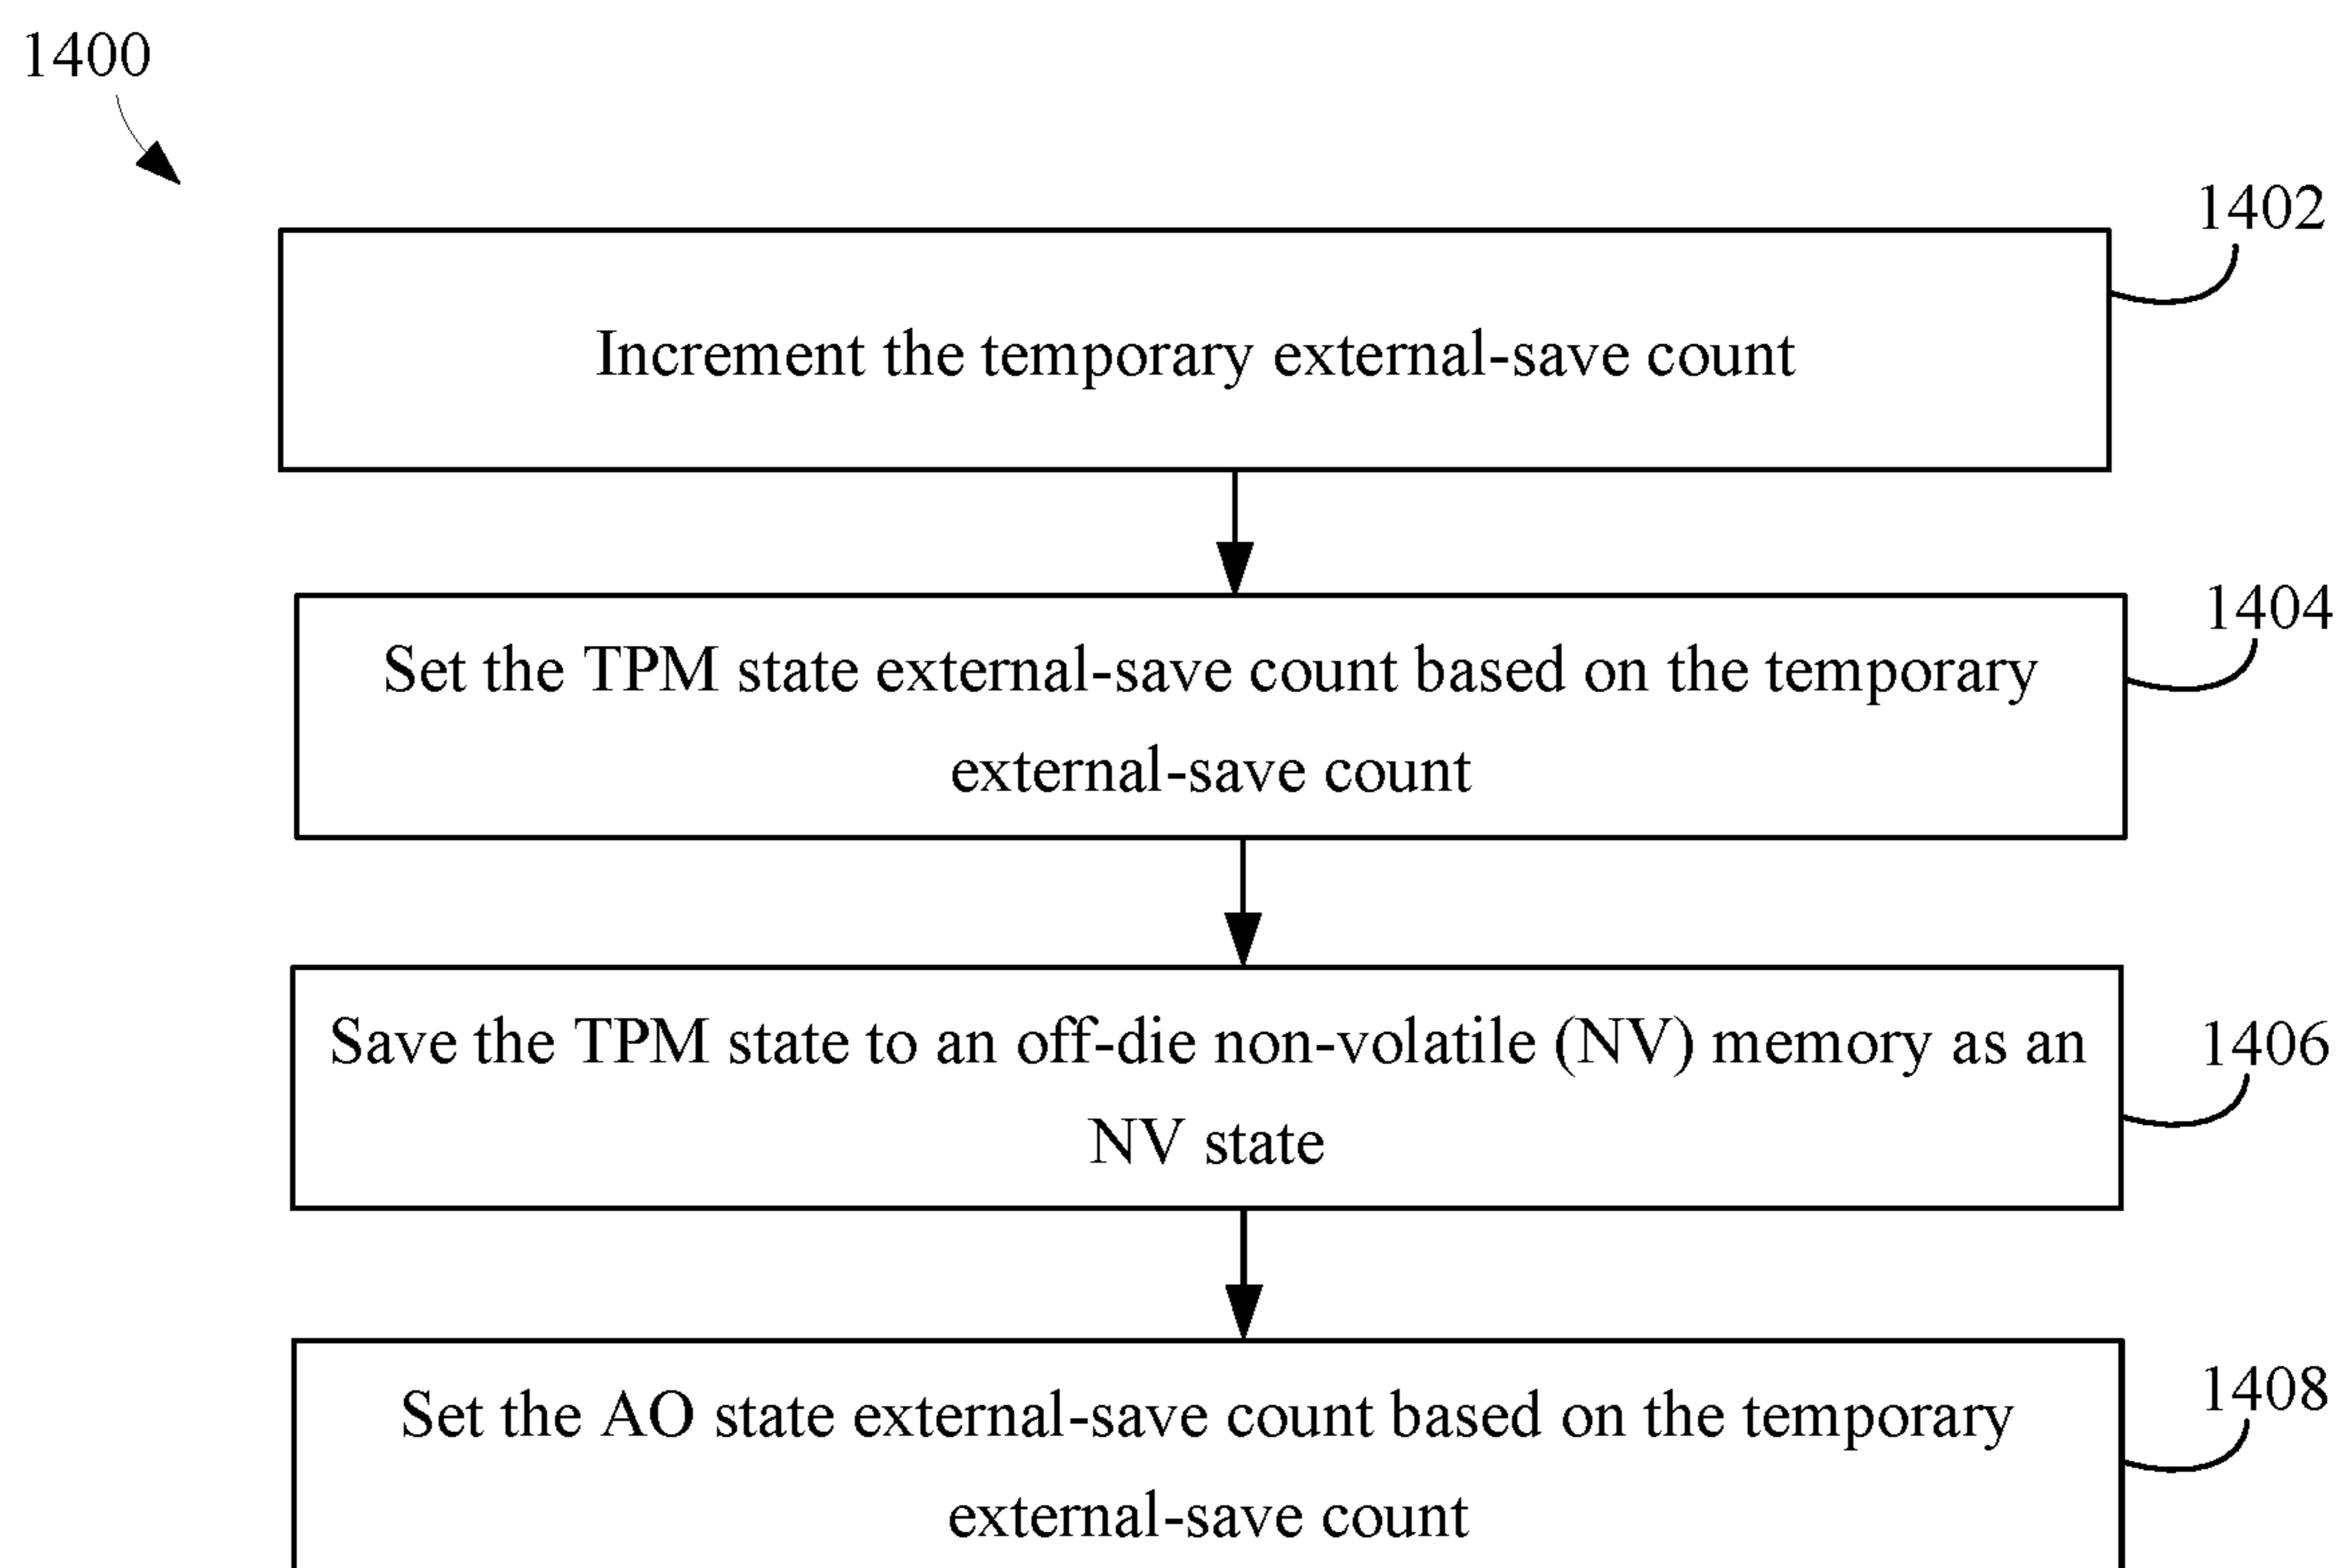 1400
1402
Increment the temporary external-save count
1404
Set the TPM state external-save count based on the temporary
external-save count
1406
Save the TPM state to an off-die non-volatile (NV) memory as an
NV state
1408
Set the AO state external-save count based on the temporary
external-save count